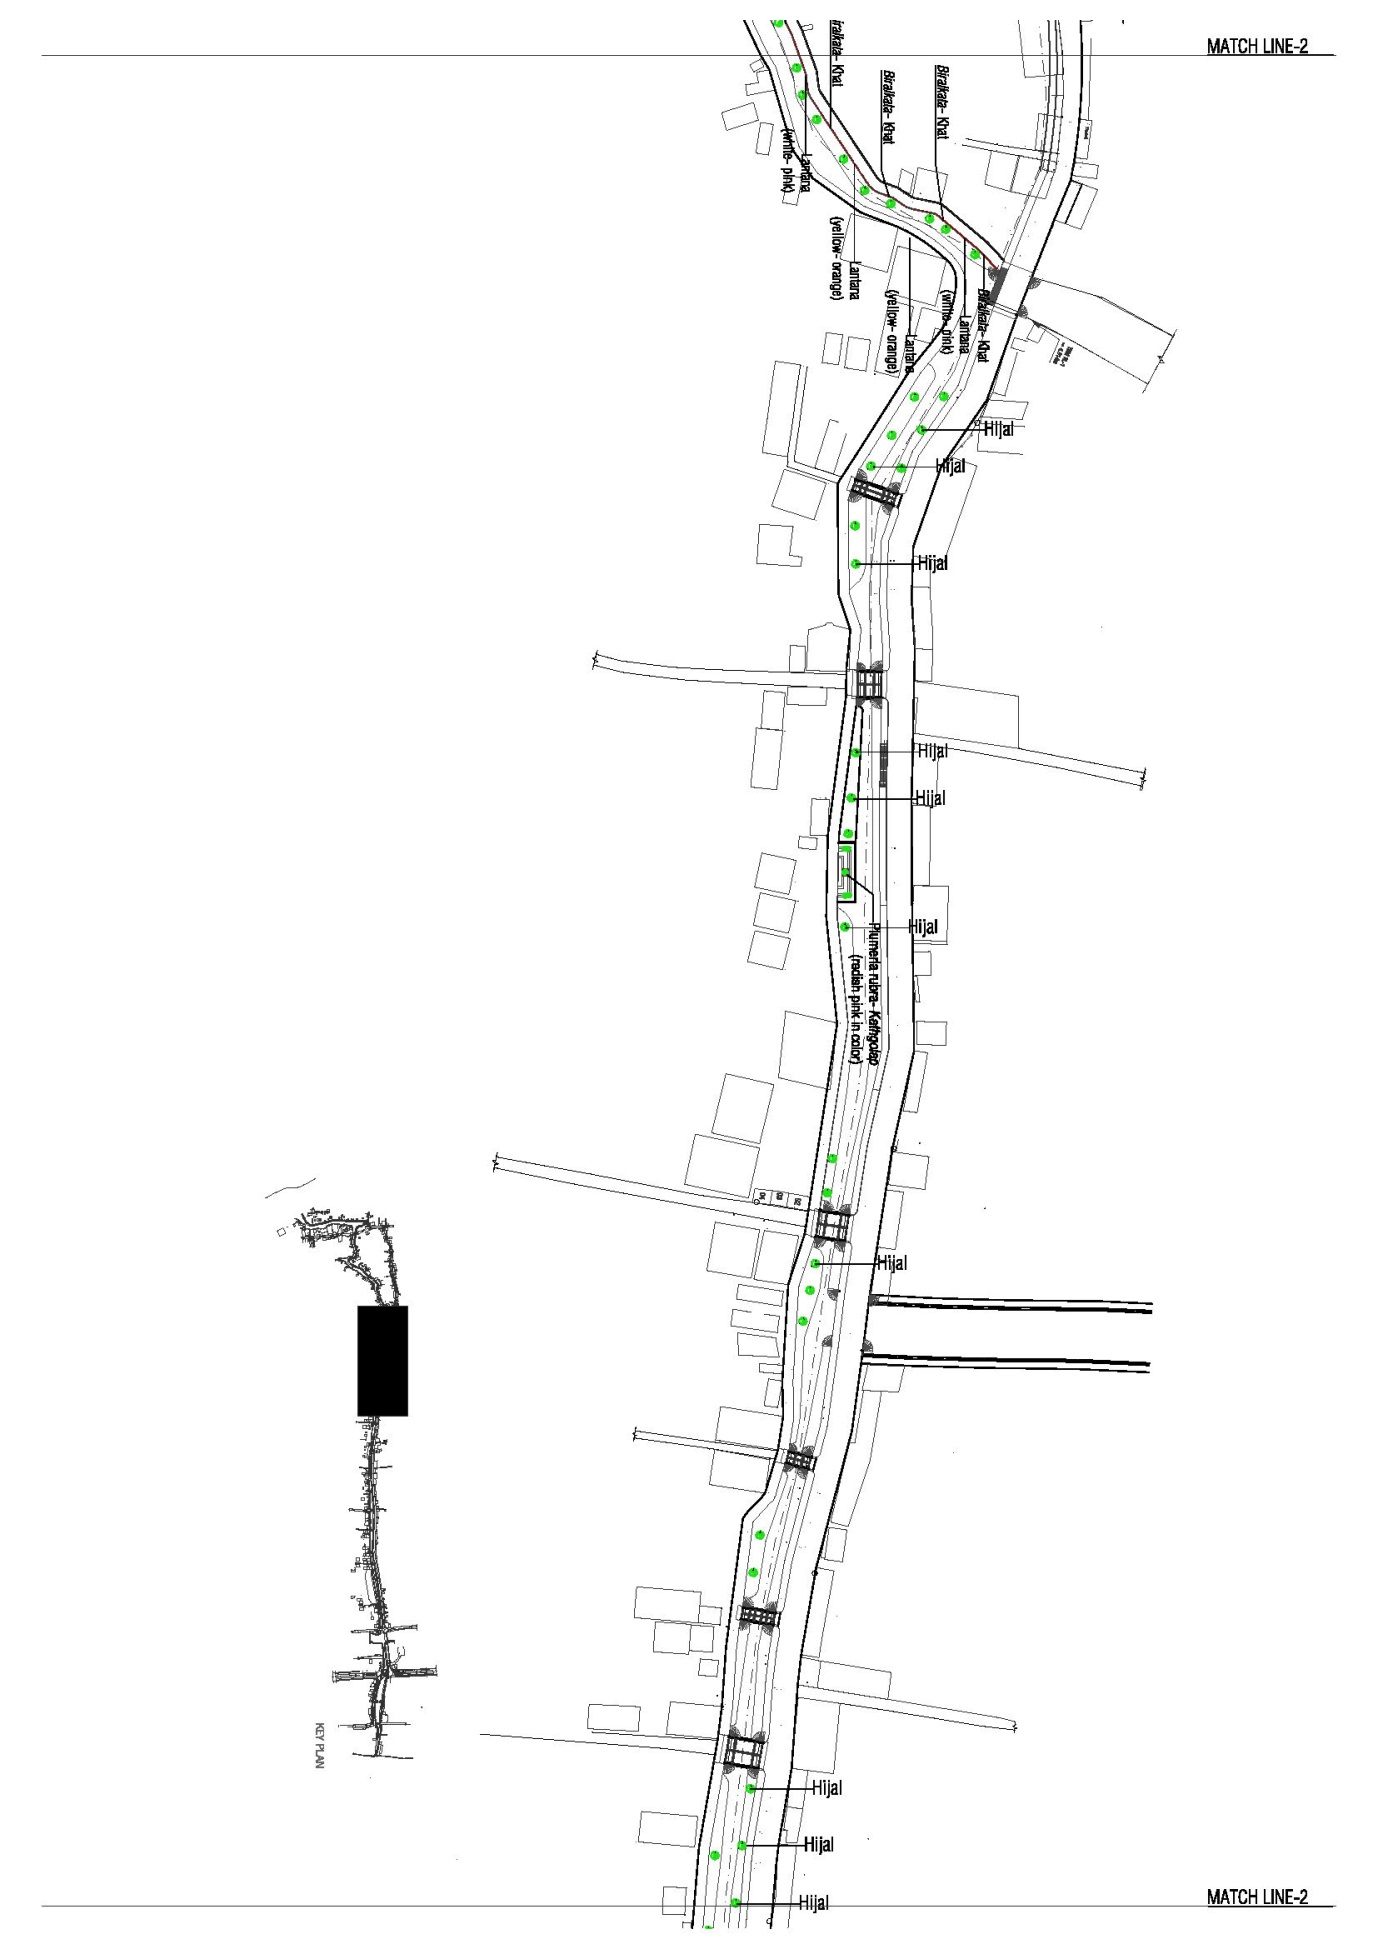 MATCH LINE-2
Biralkata- Khat
Biralkata- Khat
Lantana
(white- pink)
Lantana
(yellow- orange)
Lantana
(yellow- orange)
Lantana
(white- pink)
Biralkata- Khat
Hijal
Hijal
Hijal
Hijal
Hijal
Hijal
Plumeria rubra- Kathgolap
(redish pink in color)
Hijal
KEY PLAN
Hijal
Hijal
Hijal
MATCH LINE-2